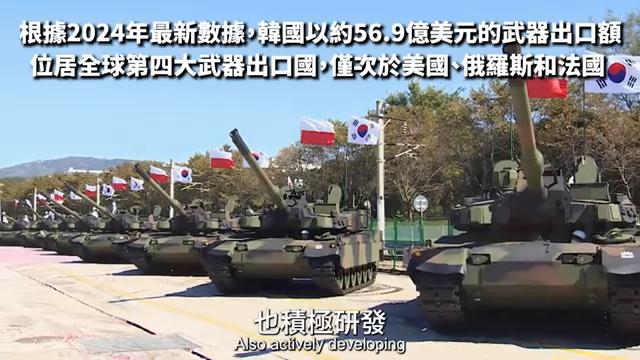 根據2024年最新數據，韓國以約56.9億美元的武器出口額
位居全球第四大武器出口國，僅次於美國、俄羅斯和法國
也積極研發
Also actively developing